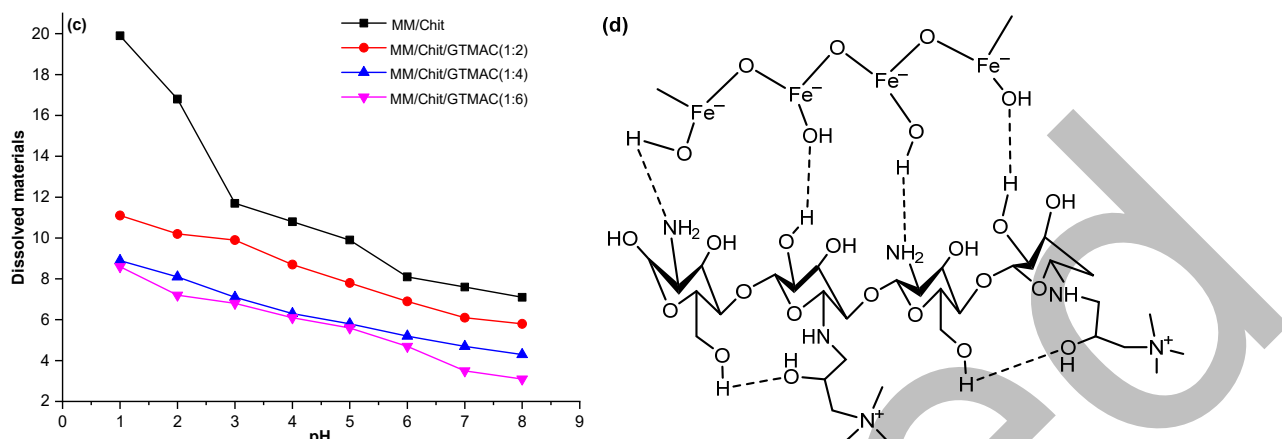 (c)
MM/Chit
MM/Chit/GTMAC(1:2)
MM/Chit/GTMAC(1:4)
MM/Chit/GTMAC(1:6)
Dissolved materials
20
18
16
14
12
10
8
6
4
2
0 1 2 3 4 5 6 7 8 9
pH
(d)
O O O
Fe– Fe– Fe– Fe–
H O OH O H OH
H H
NH2 O NH2 O OH
HO OH OH OH
O O O O O O O
O HN O NH
H O H O H
HO N+ O H N+
ed